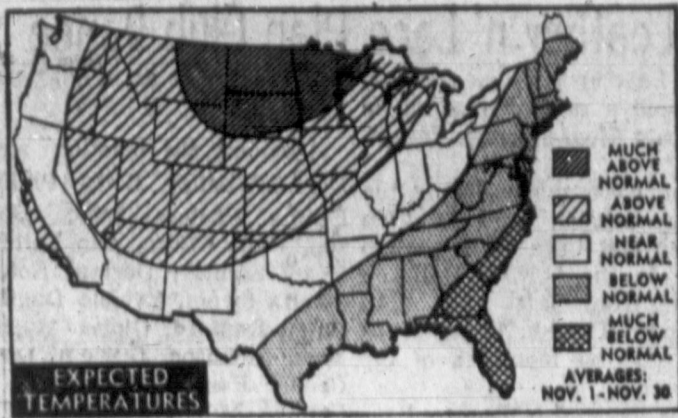 MUCH
ABOVE
NORMAL
ABOVE
NORMAL
NEAR
NORMAL
BELOW
NORMAL
MUCH
BELOW
NORMAL
AVERAGES:
NOV. 1 - NOV. 30
EXPECTED
TEMPERATURES